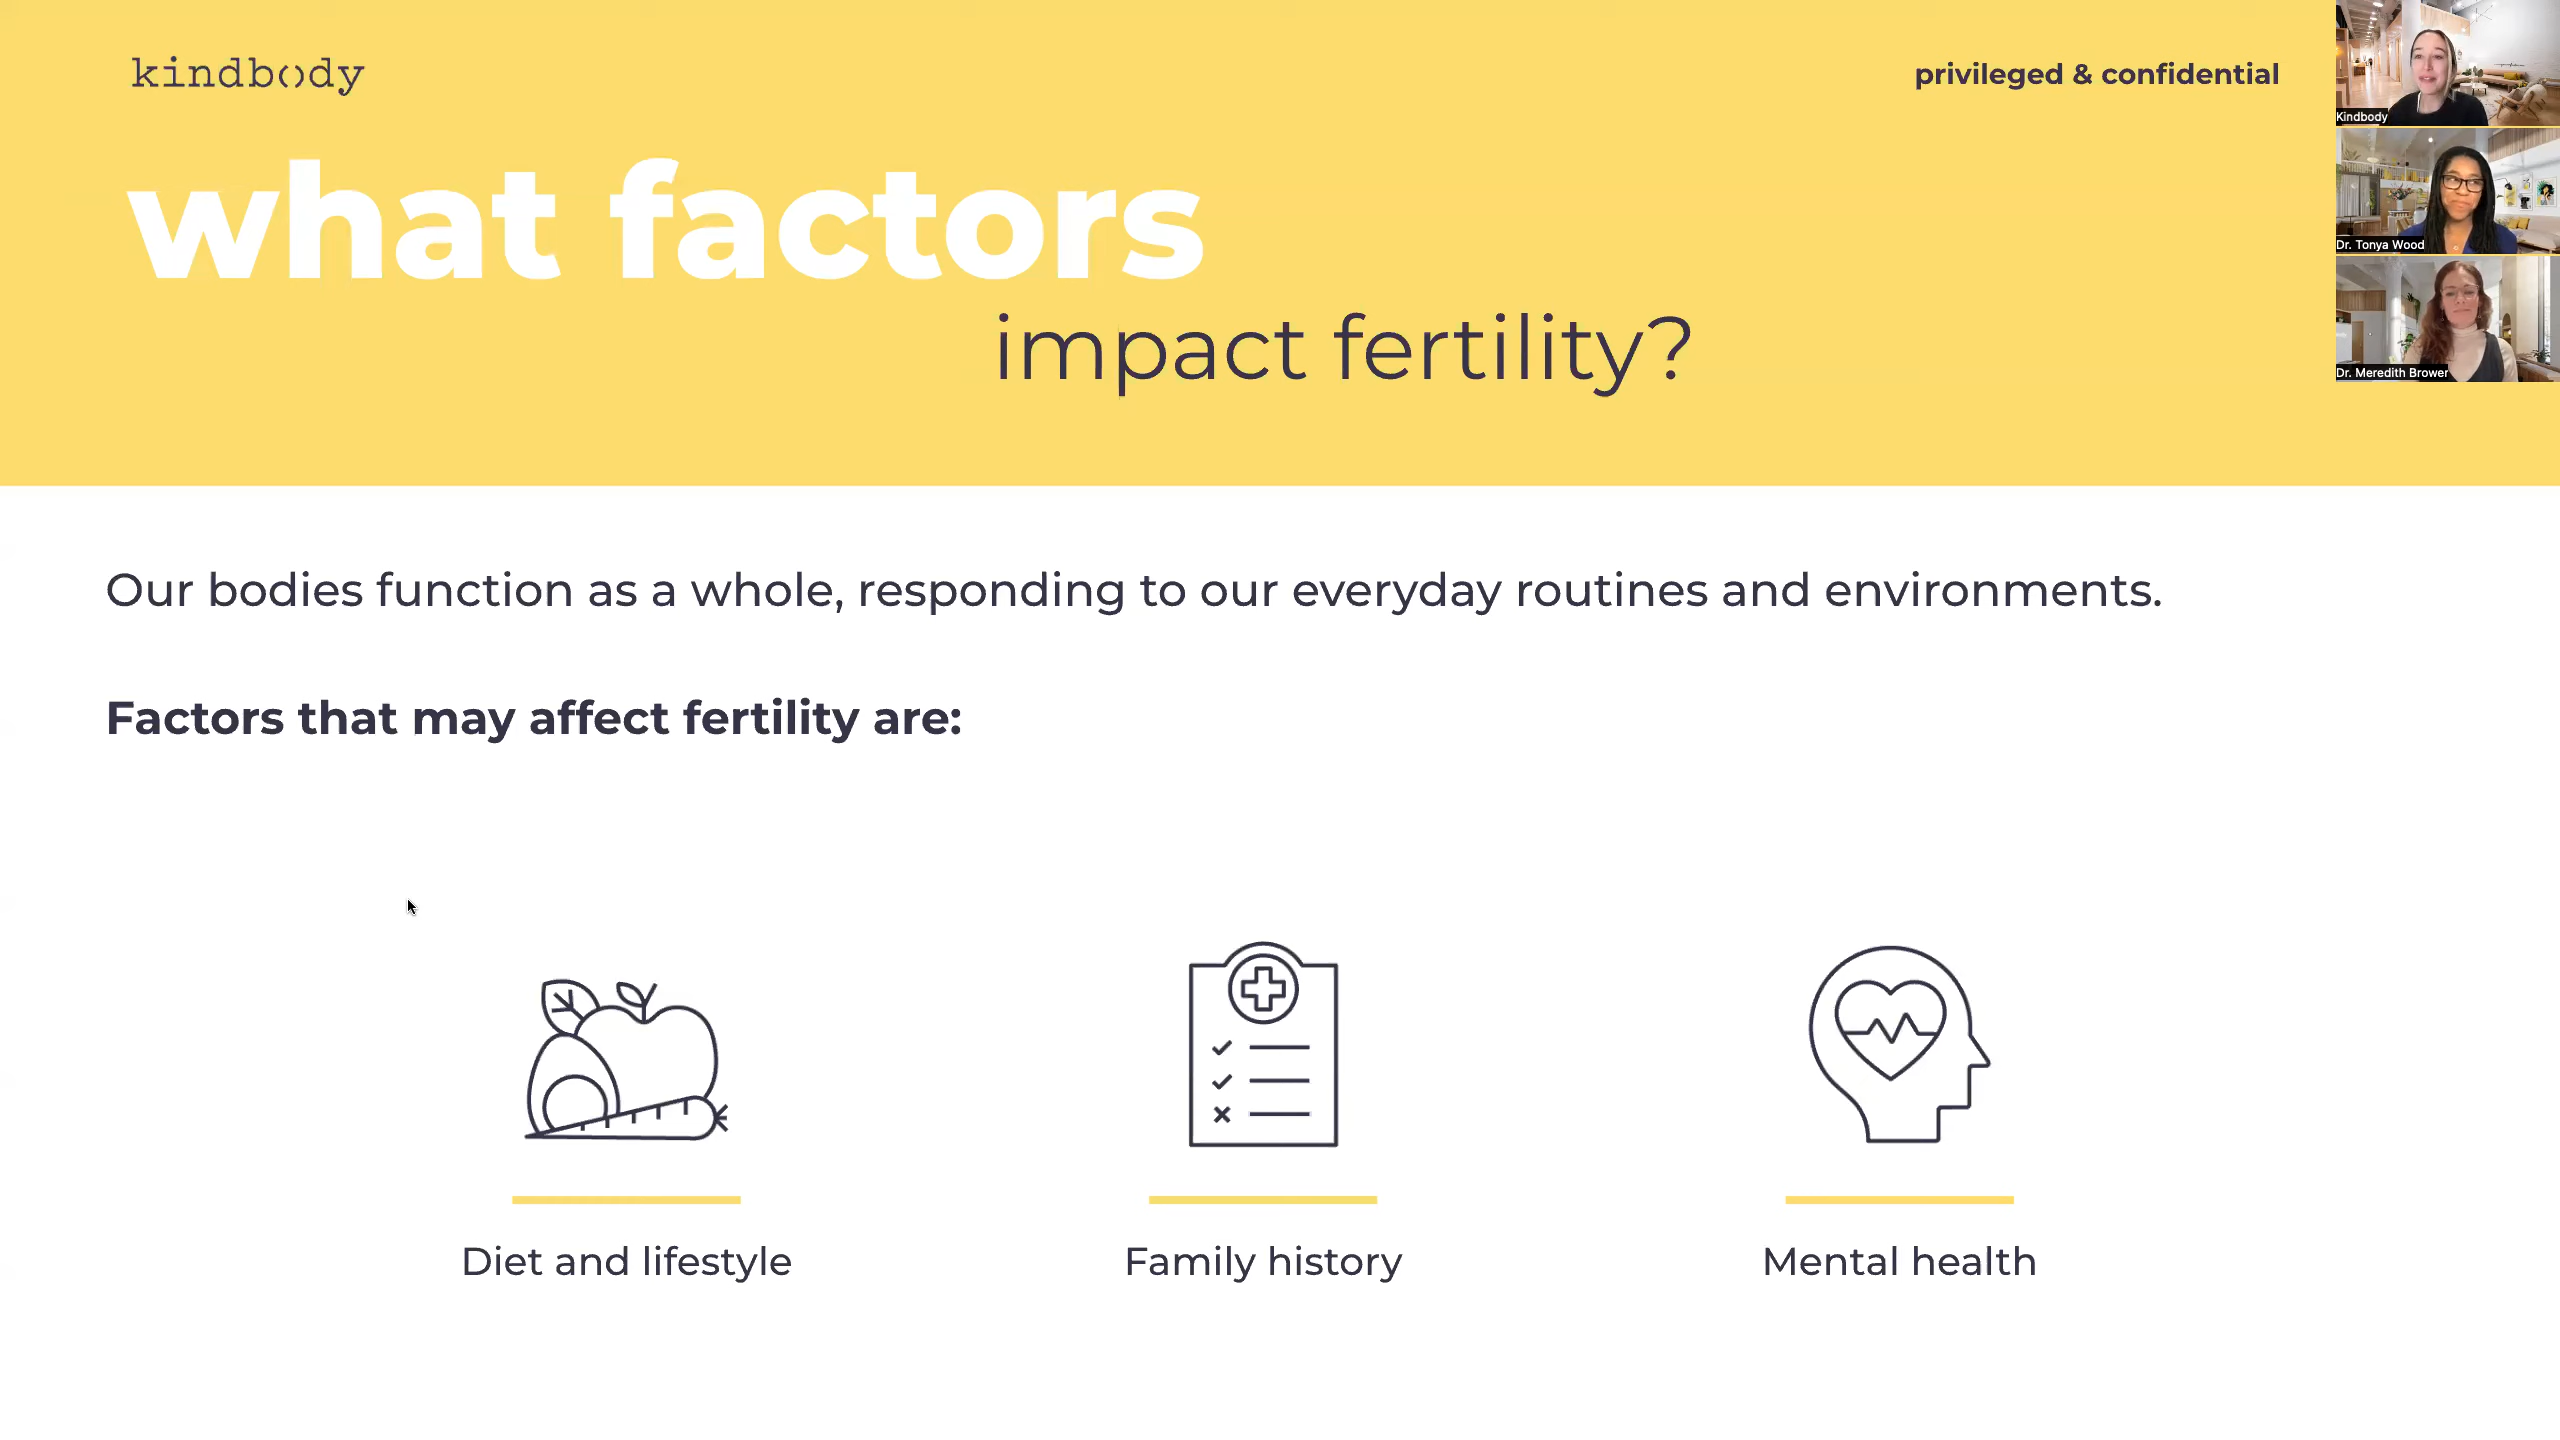 kindbody
privileged & confidential
Kindbody
what factors
Dr. Tonya Wood
impact fertility?
Dr. Meredith Brower
Our bodies function as a whole, responding to our everyday routines and environments.
Factors that may affect fertility are:
Diet and lifestyle
Family history
Mental health